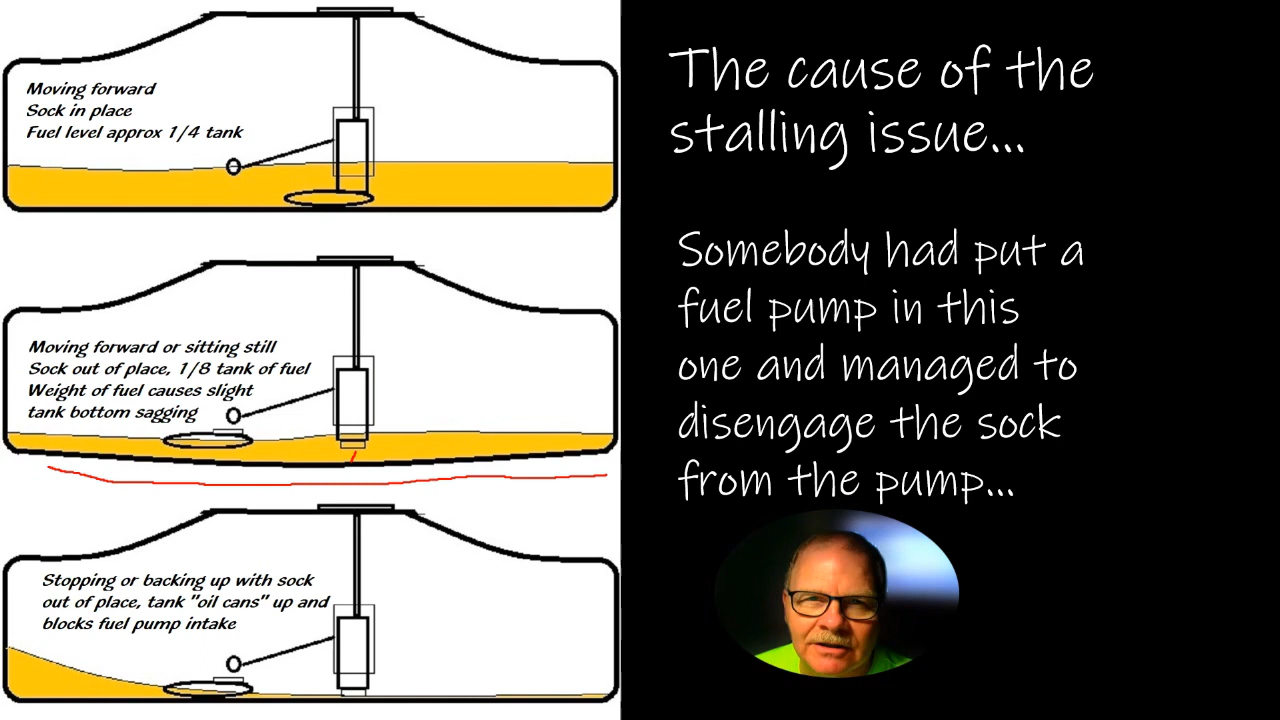 Moving forward
Sock in place
Fuel level approx 1/4 tank
Moving forward or sitting still
Sock out of place, 1/8 tank of fuel
Weight of fuel causes slight
tank bottom sagging
Stopping or backing up with sock
out of place, tank "oil cans" up and
blocks fuel pump intake
The cause of the
stalling issue...
Somebody had put a
fuel pump in this
one and managed to
disengage the sock
from the pump...